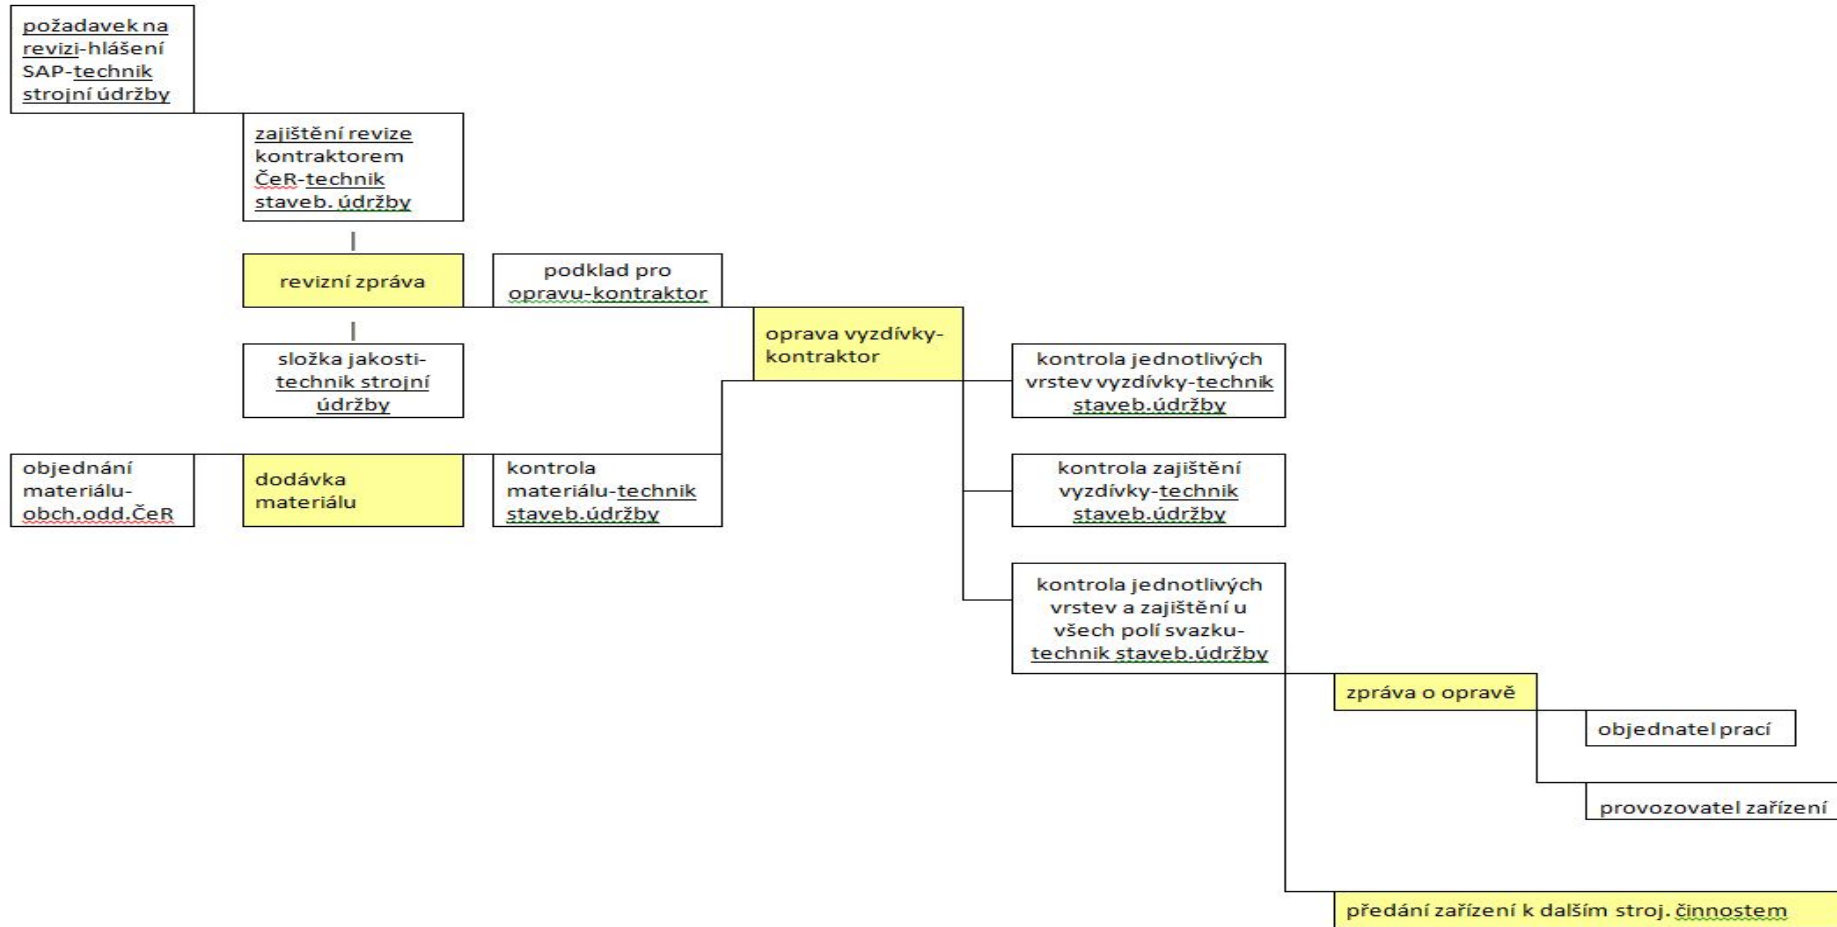 požadavek na
revizi-hlášení
SAP-technik
strojní údržby
zajištění revize
kontraktorem
ČeR-technik
staveb. údržby
revizní zpráva
podklad pro
opravu-kontraktor
oprava vyzdívky-
kontraktor
složka jakosti-
technik strojní
údržby
kontrola jednotlivých
vrstev vyzdívky-technik
staveb.údržby
objednání
materiálu-
obch.odd.ČeR
dodávka
materiálu
kontrola
materiálu-technik
staveb.údržby
kontrola zajištění
vyzdívky-technik
staveb.údržby
kontrola jednotlivých
vrstev a zajištění u
všech polí svazku-
technik staveb.údržby
zpráva o opravě
objednatel prací
provozovatel zařízení
předání zařízení k dalším stroj. činnostem